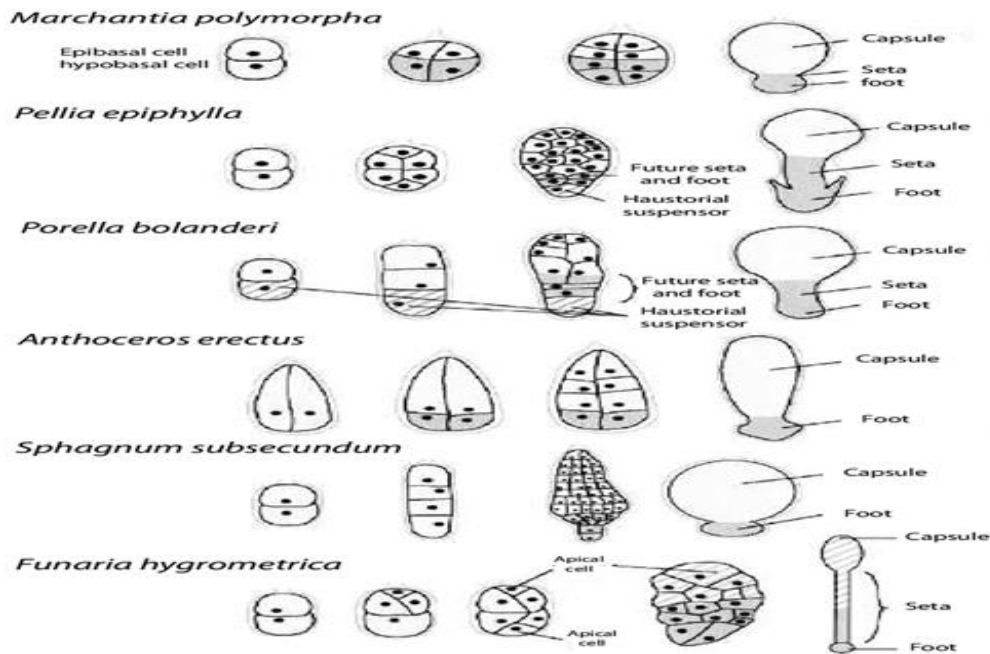 Marchantia polymorpha
Epibasal cell
hypobasal cell
Capsule
Seta
foot
Pellia epiphylla
Capsule
Seta
Foot
Future seta
and foot
Haustorial
suspensor
Porella bolanderi
Capsule
Seta
Foot
Future seta
and foot
Haustorial
suspensor
Anthoceros erectus
Capsule
Foot
Sphagnum subsecundum
Capsule
Foot
Funaria hygrometrica
Apical
cell
Apical
cell
Capsule
Seta
Foot